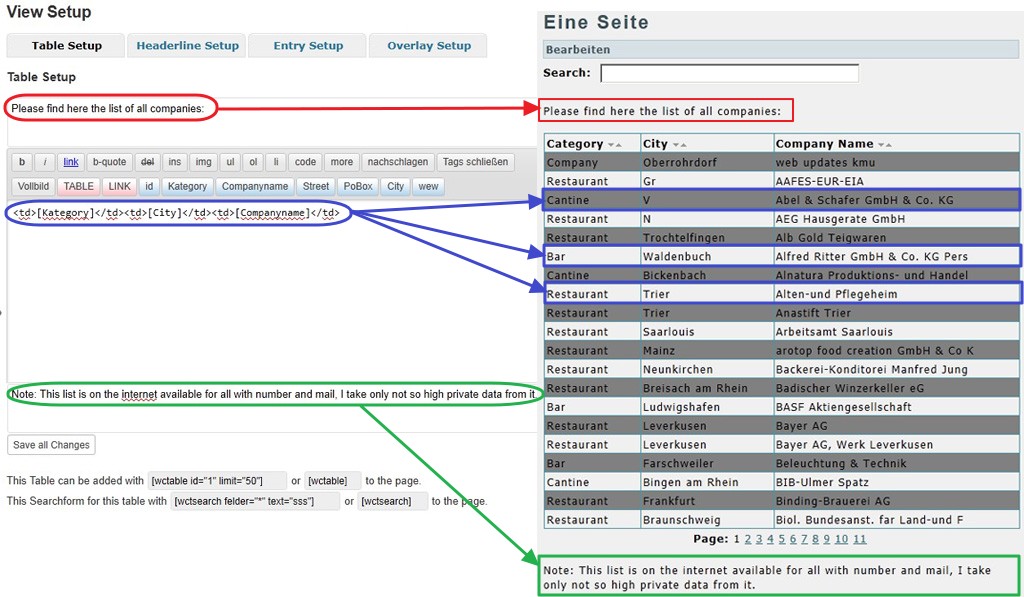 View Setup
Table Setup Headerline Setup Entry Setup Overlay Setup
Table Setup
Please find here the list of all companies:
b i link b-quote del ins img ul ol li code more nachschlagen Tags schließen
Vollbild TABLE LINK id Kategory Companyname Street PoBox City wew
<td>[Kategory]</td><td>[City]</td><td>[Companyname]</td>
Note: This list is on the internet available for all with number and mail, I take only not so high private data from it.
Save all Changes
This Table can be added with [wctable id="1" limit="50"] or [wctable] to the page.
This Searchform for this table with [wctsearch felder="*" text="sss"] or [wctsearch] to the page.
Eine Seite
Bearbeiten
Search:
Please find here the list of all companies:
Category City Company Name
Company Oberrohrdorf web updates kmu
Restaurant Gr AAFES-EUR-EIA
Cantine V Abel & Schafer GmbH & Co. KG
Restaurant N AEG Hausgerate GmbH
Restaurant Trochtelfingen Alb Gold Teigwaren
Bar Waldenbuch Alfred Ritter GmbH & Co. KG Pers
Cantine Bickenbach Alnatura Produktions- und Handel
Restaurant Trier Alten-und Pflegeheim
Restaurant Trier Anastift Trier
Restaurant Saarlouis Arbeitsamt Saarlouis
Restaurant Mainz arotop food creation GmbH & Co K
Restaurant Neunkirchen Backerei-Konditorei Manfred Jung
Restaurant Breisach am Rhein Badischer Winzerkeller eG
Bar Ludwigshafen BASF Aktiengesellschaft
Restaurant Leverkusen Bayer AG
Restaurant Leverkusen Bayer AG, Werk Leverkusen
Bar Farschweiler Beleuchtung & Technik
Cantine Bingen am Rhein BIB-Ulmer Spatz
Restaurant Frankfurt Binding-Brauerei AG
Restaurant Braunschweig Biol. Bundesanst. far Land-und F
Page: 1 2 3 4 5 6 7 8 9 10 11
Note: This list is on the internet available for all with number and mail, I take
only not so high private data from it.